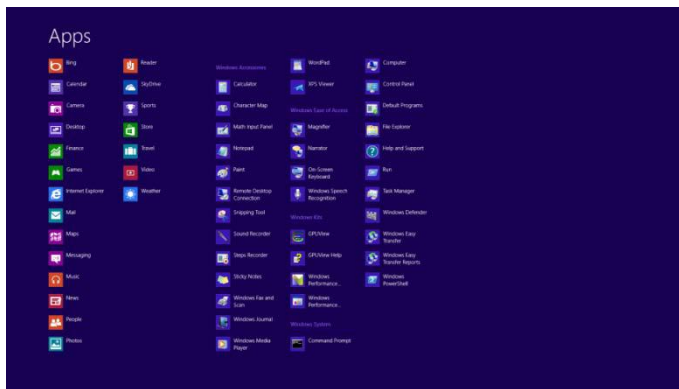 Apps
Bing
Calendar
Camera
Desktop
Finance
Games
Internet Explorer
Mail
Maps
Messaging
Music
News
People
Photos
Reader
SkyDrive
Sports
Store
Travel
Video
Weather
Windows Accessories
Calculator
Character Map
Math Input Panel
Notepad
Paint
Remote Desktop
Connection
Snipping Tool
Sound Recorder
Steps Recorder
Sticky Notes
Windows Fax and
Scan
Windows Journal
Windows Media
Player
WordPad
XPS Viewer
Windows Ease of Access
Magnifier
Narrator
On-Screen
Keyboard
Windows Speech
Recognition
Windows Kits
GPUView
GPUView Help
Windows
Performance...
Windows
Performance...
Windows System
Command Prompt
Computer
Control Panel
Default Programs
File Explorer
Help and Support
Run
Task Manager
Windows Defender
Windows Easy
Transfer
Windows Easy
Transfer Reports
Windows
PowerShell